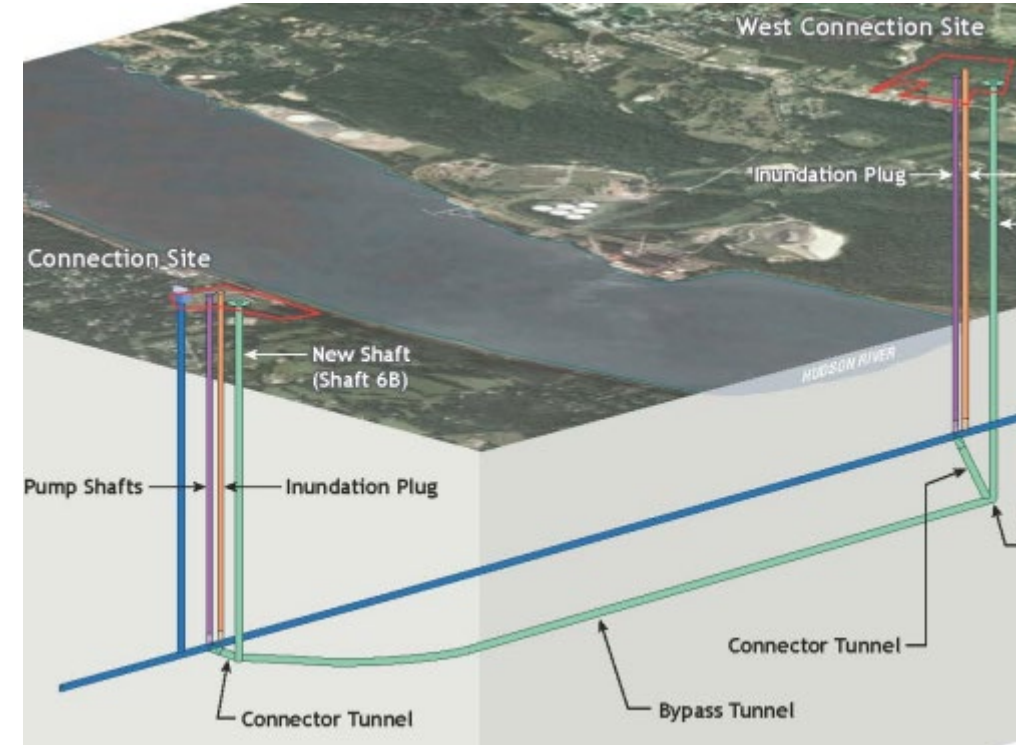 West Connection Site
Inundation Plug
Connection Site
New Shaft
(Shaft 6B)
HUDSON RIVER
Pump Shafts
Inundation Plug
Connector Tunnel
Bypass Tunnel
Connector Tunnel